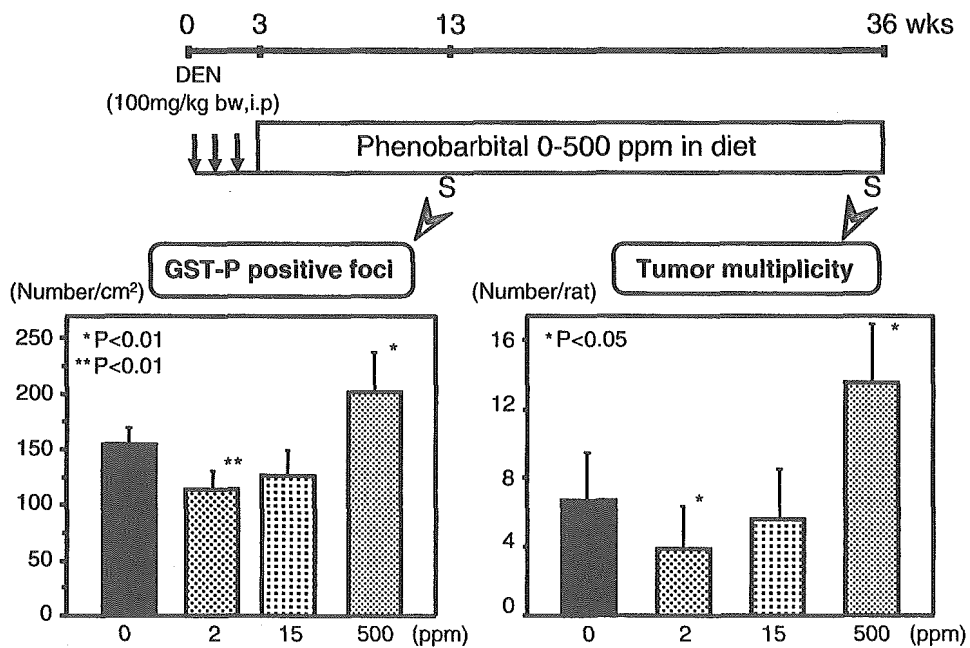 0 3 13 36 wks
DEN
(100mg/kg bw,i.p)
Phenobarbital 0-500 ppm in diet
S S
GST-P positive foci
(Number/cm²)
*P<0.01
**P<0.01
250
200
150
100
50
0
**
*
0 2 15 500 (ppm)
Tumor multiplicity
(Number/rat)
*P<0.05
16
12
8
4
0
*
*
0 2 15 500 (ppm)